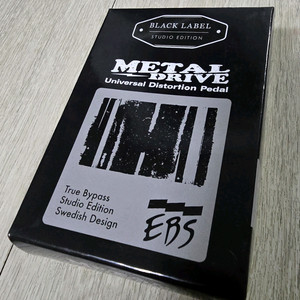 BLACK LABEL
STUDIO EDITION
METAL
DRIVE
Universal Distortion Pedal
True Bypass
Studio Edition
Swedish Design
EBS